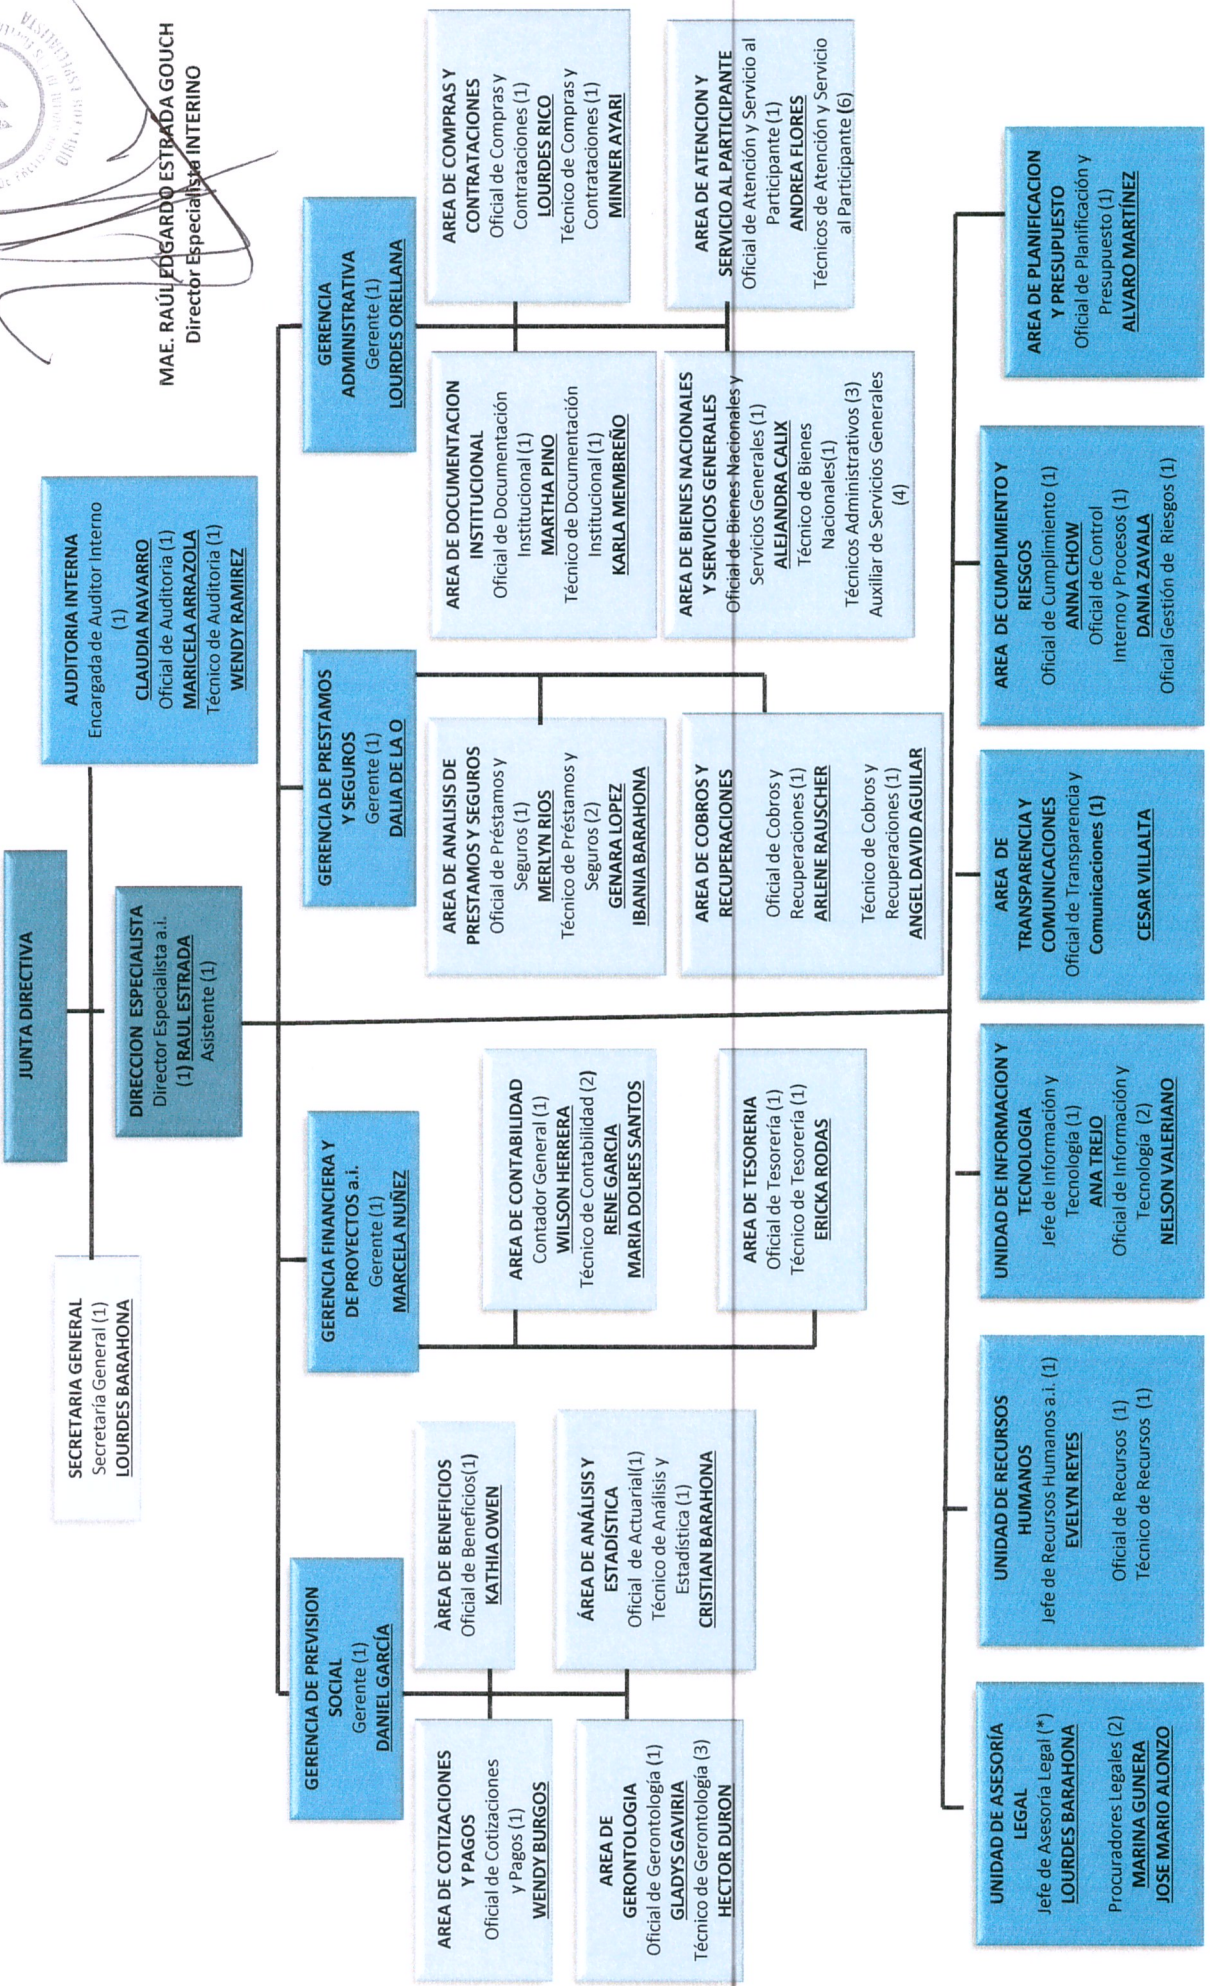 JUNTA DIRECTIVA
SECRETARIA GENERAL
Secretaría General (1)
LOURDES BARAHONA
AUDITORIA INTERNA
Encargada de Auditor Interno
(1)
CLAUDIA NAVARRO
Oficial de Auditoria (1)
MARICELA ARRAZOLA
Técnico de Auditoria (1)
WENDY RAMIREZ
DIRECCION ESPECIALISTA
Director Especialista a.i.
(1) RAUL ESTRADA
Asistente (1)
MAE. RAÚL EDGARDO ESTRADA GOUCH
Director Especialista INTERINO
GERENCIA DE PREVISION
SOCIAL
Gerente (1)
DANIEL GARCÍA
GERENCIA FINANCIERA Y
DE PROYECTOS a.i.
Gerente (1)
MARCELA NUÑEZ
GERENCIA DE PRESTAMOS
Y SEGUROS
Gerente (1)
DALIA DE LA O
GERENCIA
ADMINISTRATIVA
Gerente (1)
LOURDES ORELLANA
AREA DE COTIZACIONES
Y PAGOS
Oficial de Cotizaciones
y Pagos (1)
WENDY BURGOS
ÀREA DE BENEFICIOS
Oficial de Beneficios(1)
KATHIA OWEN
AREA DE
GERONTOLOGIA
Oficial de Gerontología (1)
GLADYS GAVIRIA
Técnico de Gerontología (3)
HECTOR DURON
ÁREA DE ANÁLISIS Y
ESTADÍSTICA
Oficial de Actuarial(1)
Técnico de Análisis y
Estadística (1)
CRISTIAN BARAHONA
AREA DE CONTABILIDAD
Contador General (1)
WILSON HERRERA
Técnico de Contabilidad (2)
RENE GARCIA
MARIA DOLRES SANTOS
AREA DE TESORERIA
Oficial de Tesorería (1)
Técnico de Tesorería (1)
ERICKA RODAS
AREA DE ANALISIS DE
PRESTAMOS Y SEGUROS
Oficial de Préstamos y
Seguros (1)
MERLYN RIOS
Técnico de Préstamos y
Seguros (2)
GENARA LOPEZ
IBANIA BARAHONA
AREA DE COBROS Y
RECUPERACIONES
Oficial de Cobros y
Recuperaciones (1)
ARLENE RAUSCHER
Técnico de Cobros y
Recuperaciones (1)
ANGEL DAVID AGUILAR
AREA DE DOCUMENTACION
INSTITUCIONAL
Oficial de Documentación
Institucional (1)
MARTHA PINO
Técnico de Documentación
Institucional (1)
KARLA MEMBREÑO
AREA DE COMPRAS Y
CONTRATACIONES
Oficial de Compras y
Contrataciones (1)
LOURDES RICO
Técnico de Compras y
Contrataciones (1)
MINNER AYARI
AREA DE BIENES NACIONALES
Y SERVICIOS GENERALES
Oficial de Bienes Nacionales y
Servicios Generales (1)
ALEJANDRA CALIX
Técnico de Bienes
Nacionales(1)
Técnicos Administrativos (3)
Auxiliar de Servicios Generales
(4)
AREA DE ATENCION Y
SERVICIO AL PARTICIPANTE
Oficial de Atención y Servicio al
Participante (1)
ANDREA FLORES
Técnicos de Atención y Servicio
al Participante (6)
UNIDAD DE ASESORÍA
LEGAL
Jefe de Asesoría Legal (*)
LOURDES BARAHONA
Procuradores Legales (2)
MARINA GUNERA
JOSE MARIO ALONZO
UNIDAD DE RECURSOS
HUMANOS
Jefe de Recursos Humanos a.i. (1)
EVELYN REYES
Oficial de Recursos (1)
Técnico de Recursos (1)
UNIDAD DE INFORMACION Y
TECNOLOGIA
Jefe de Información y
Tecnología (1)
ANA TREJO
Oficial de Información y
Tecnología (2)
NELSON VALERIANO
AREA DE
TRANSPARENCIA Y
COMUNICACIONES
Oficial de Transparencia y
Comunicaciones (1)
CESAR VILLALTA
AREA DE CUMPLIMIENTO Y
RIESGOS
Oficial de Cumplimiento (1)
ANNA CHOW
Oficial de Control
Interno y Procesos (1)
DANIA ZAVALA
Oficial Gestión de Riesgos (1)
AREA DE PLANIFICACION
Y PRESUPUESTO
Oficial de Planificación y
Presupuesto (1)
ALVARO MARTÍNEZ